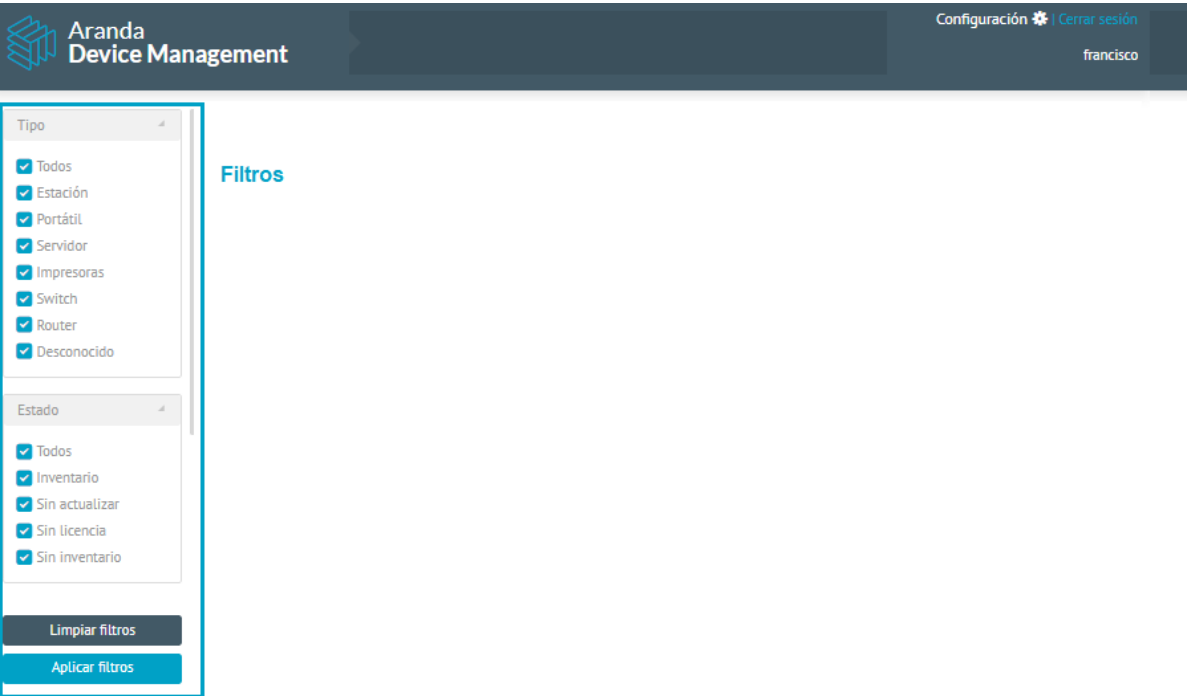 Aranda
Device Management
Configuración | Cerrar sesión
francisco
Tipo
Todos
Estación
Portátil
Servidor
Impresoras
Switch
Router
Desconocido
Filtros
Estado
Todos
Inventario
Sin actualizar
Sin licencia
Sin inventario
Limpiar filtros
Aplicar filtros